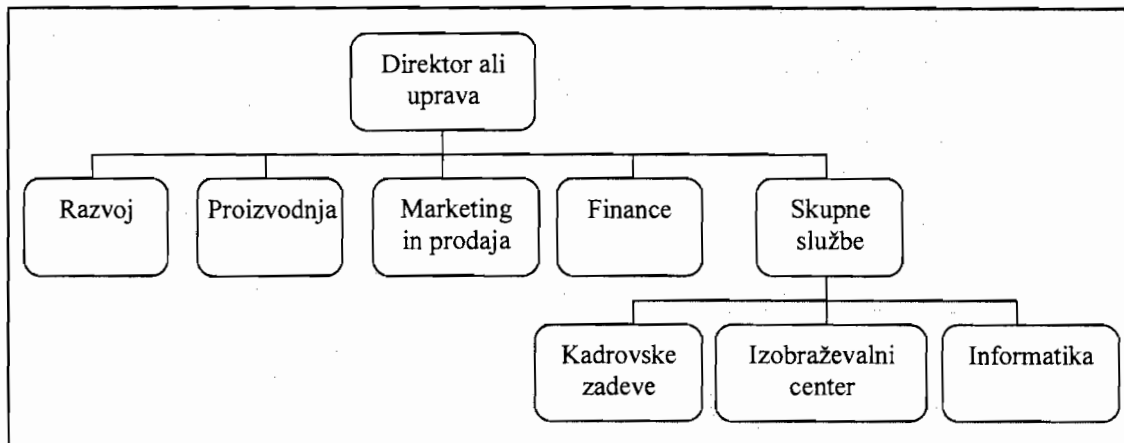 Direktor ali
uprava
Razvoj
Proizvodnja
Marketing
in prodaja
Finance
Skupne
službe
Kadrovske
zadeve
Izobraževalni
center
Informatika